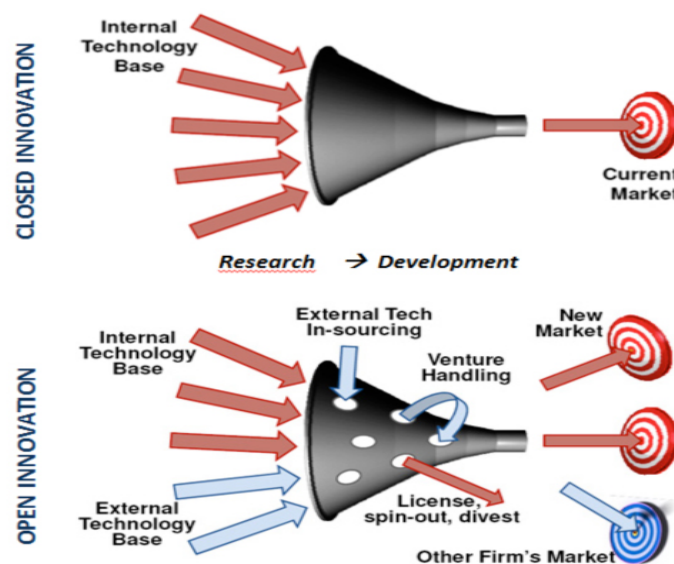 CLOSED INNOVATION
Internal
Technology
Base
Current
Market
Research → Development
OPEN INNOVATION
Internal
Technology
Base
External Tech
In-sourcing
Venture
Handling
New
Market
External
Technology
Base
License,
spin-out, divest
Other Firm's Market